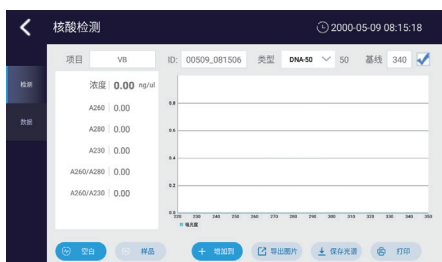 核酸检测 2000-05-09 08:15:18
项目 VB ID: 00509_081506 类型 DNA-50 50 基线 340
检测
数据
浓度 0.00 ng/ul
A260 0.00
A280 0.00
A230 0.00
A260/A280 0.00
A260/A230 0.00
0.8
0.6
0.4
0.2
0.0
220 230 240 250 260 270 280 290 300 310 320 330 340 350
吸光度
空白 样品 增加到 导出图片 保存光谱 打印